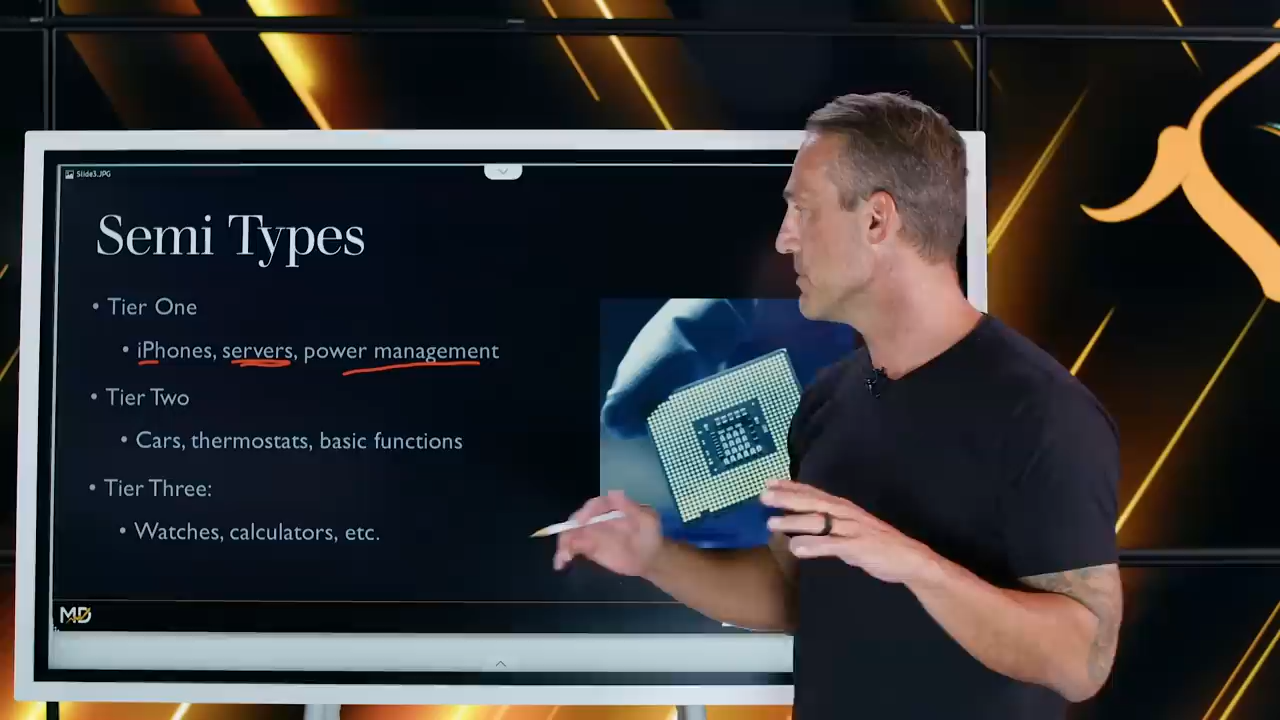 Slide3.JPG
Semi Types
• Tier One
• iPhones, servers, power management
• Tier Two
• Cars, thermostats, basic functions
• Tier Three:
• Watches, calculators, etc.
MD